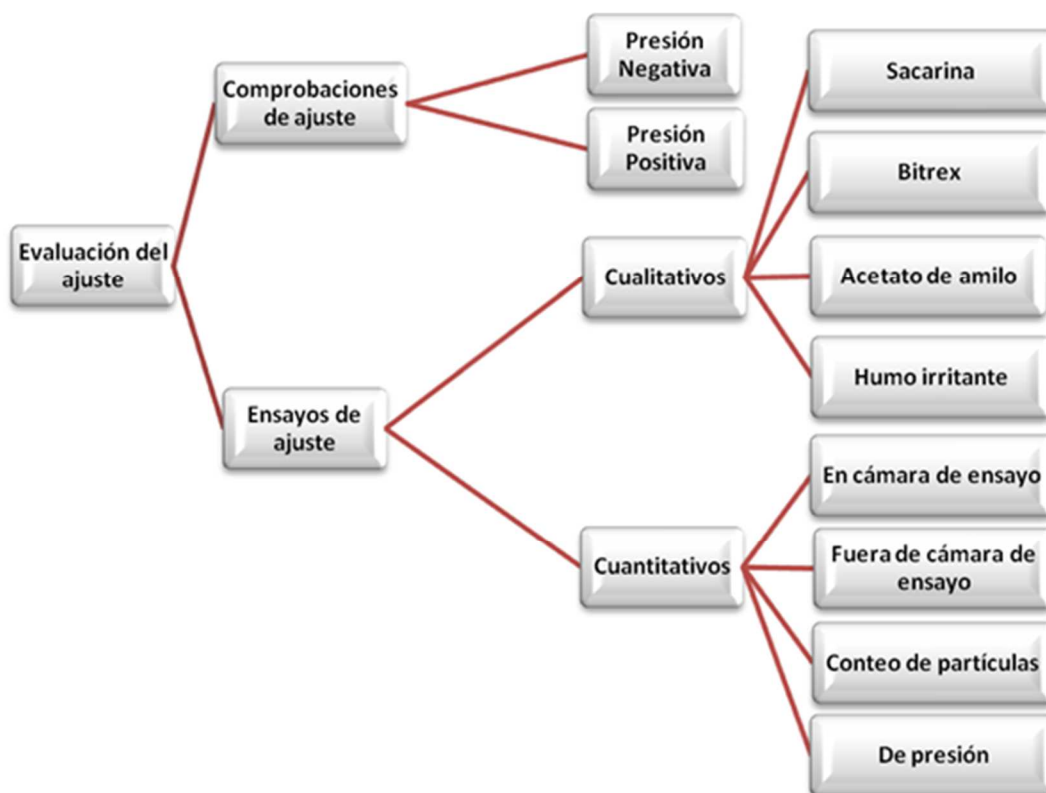 Evaluación del
ajuste
Comprobaciones
de ajuste
Presión
Negativa
Presión
Positiva
Ensayos de
ajuste
Cualitativos
Sacarina
Bitrex
Acetato de amilo
Humo irritante
Cuantitativos
En cámara de ensayo
Fuera de cámara de
ensayo
Conteo de partículas
De presión